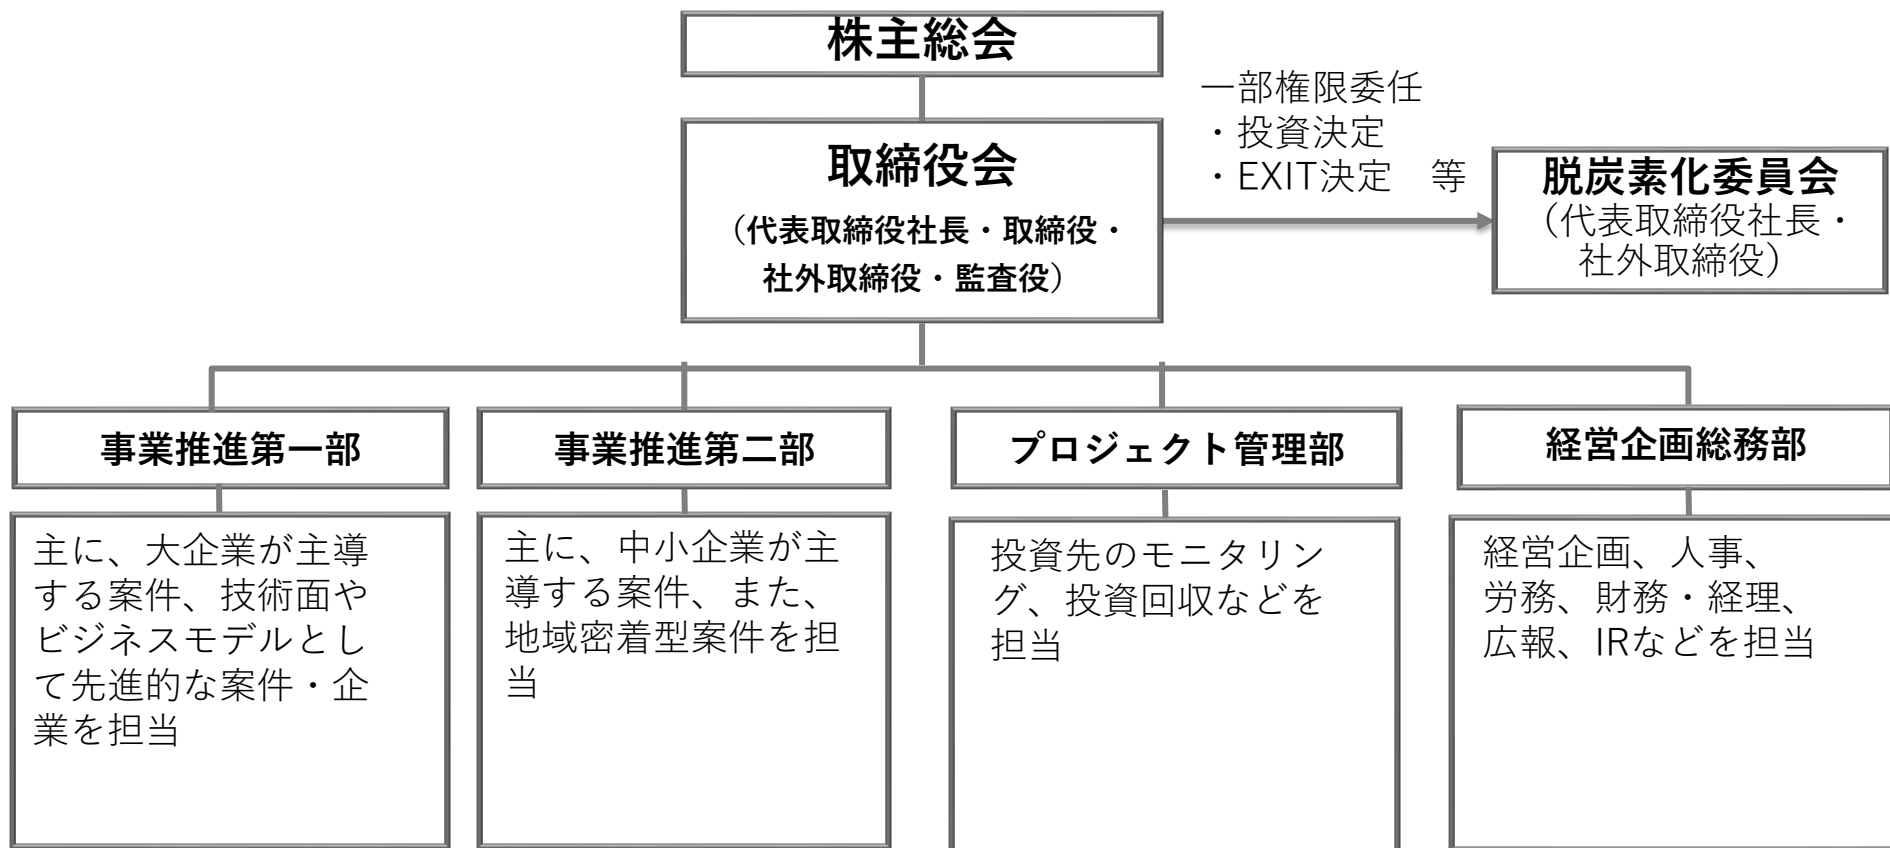 株主総会
一部権限委任
・投資決定
・EXIT決定　等
取締役会
（代表取締役社長・取締役・
社外取締役・監査役）
脱炭素化委員会
（代表取締役社長・
社外取締役）
事業推進第一部
主に、大企業が主導
する案件、技術面や
ビジネスモデルとし
て先進的な案件・企
業を担当
事業推進第二部
主に、中小企業が主
導する案件、また、
地域密着型案件を担
当
プロジェクト管理部
投資先のモニタリン
グ、投資回収などを
担当
経営企画総務部
経営企画、人事、
労務、財務・経理、
広報、IRなどを担当